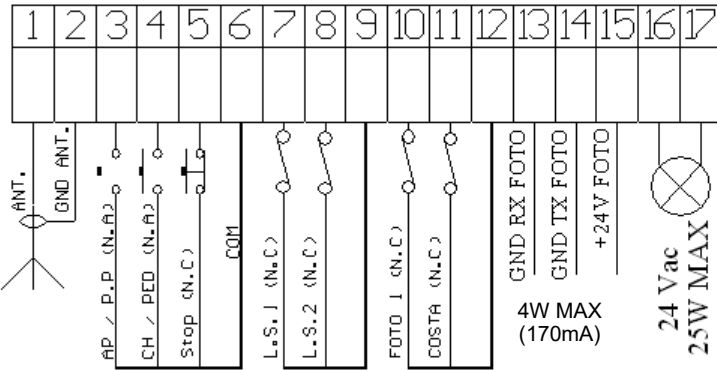 1 2 3 4 5 6 7 8 9 10 11 12 13 14 15 16 17
ANT.
GND ANT.
AP / P.P (N.A)
CH / PED (N.A)
Stop (N.C)
COM
L.S.1 (N.C)
L.S.2 (N.C)
FOTO 1 (N.C)
COSTA (N.C)
GND RX FOTO
GND TX FOTO
+24V FOTO
4W MAX
(170mA)
24 Vac
25W MAX